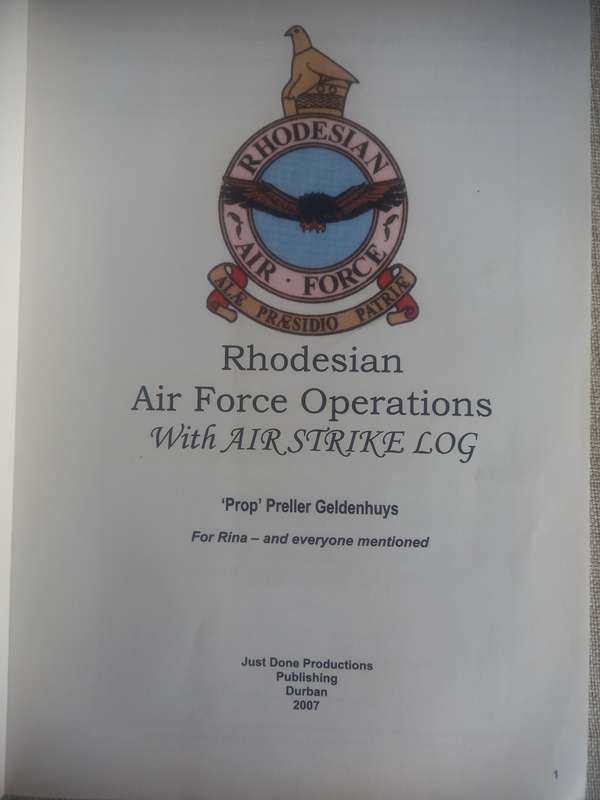 RHODESIAN
AIR · FORCE
ALÆ PRÆSIDIO PATRIÆ
Rhodesian
Air Force Operations
With AIR STRIKE LOG
‘Prop’ Preller Geldenhuys
For Rina – and everyone mentioned
Just Done Productions
Publishing
Durban
2007
1